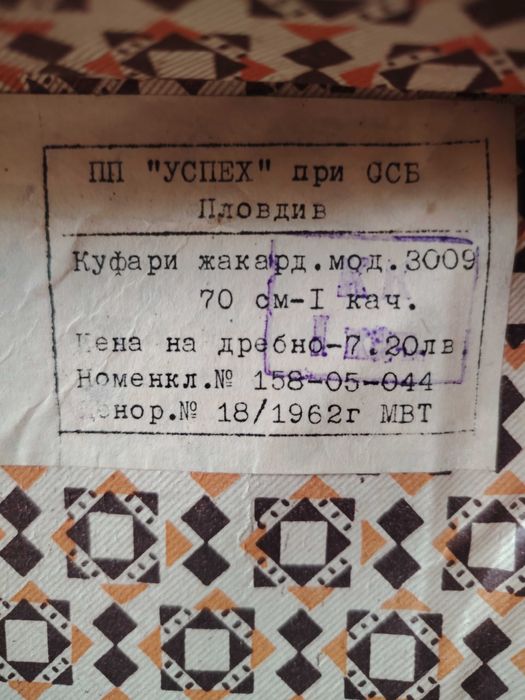 ПП "УСПЕХ" при ССБ
Пловдив
Куфари жакард.мод.3009
70 см-I кач.
Цена на дребно-7.20лв
Номенкл.№ 158-05-044
Ценор.№ 18/1962г МВТ